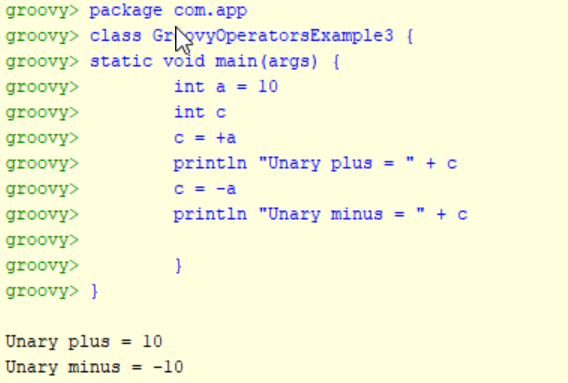 groovy> package com.app
groovy> class GroovyOperatorsExample3 {
groovy> static void main(args) {
groovy>         int a = 10
groovy>         int c
groovy>         c = +a
groovy>         println "Unary plus = " + c
groovy>         c = -a
groovy>         println "Unary minus = " + c
groovy>
groovy>         }
groovy> }
Unary plus = 10
Unary minus = -10